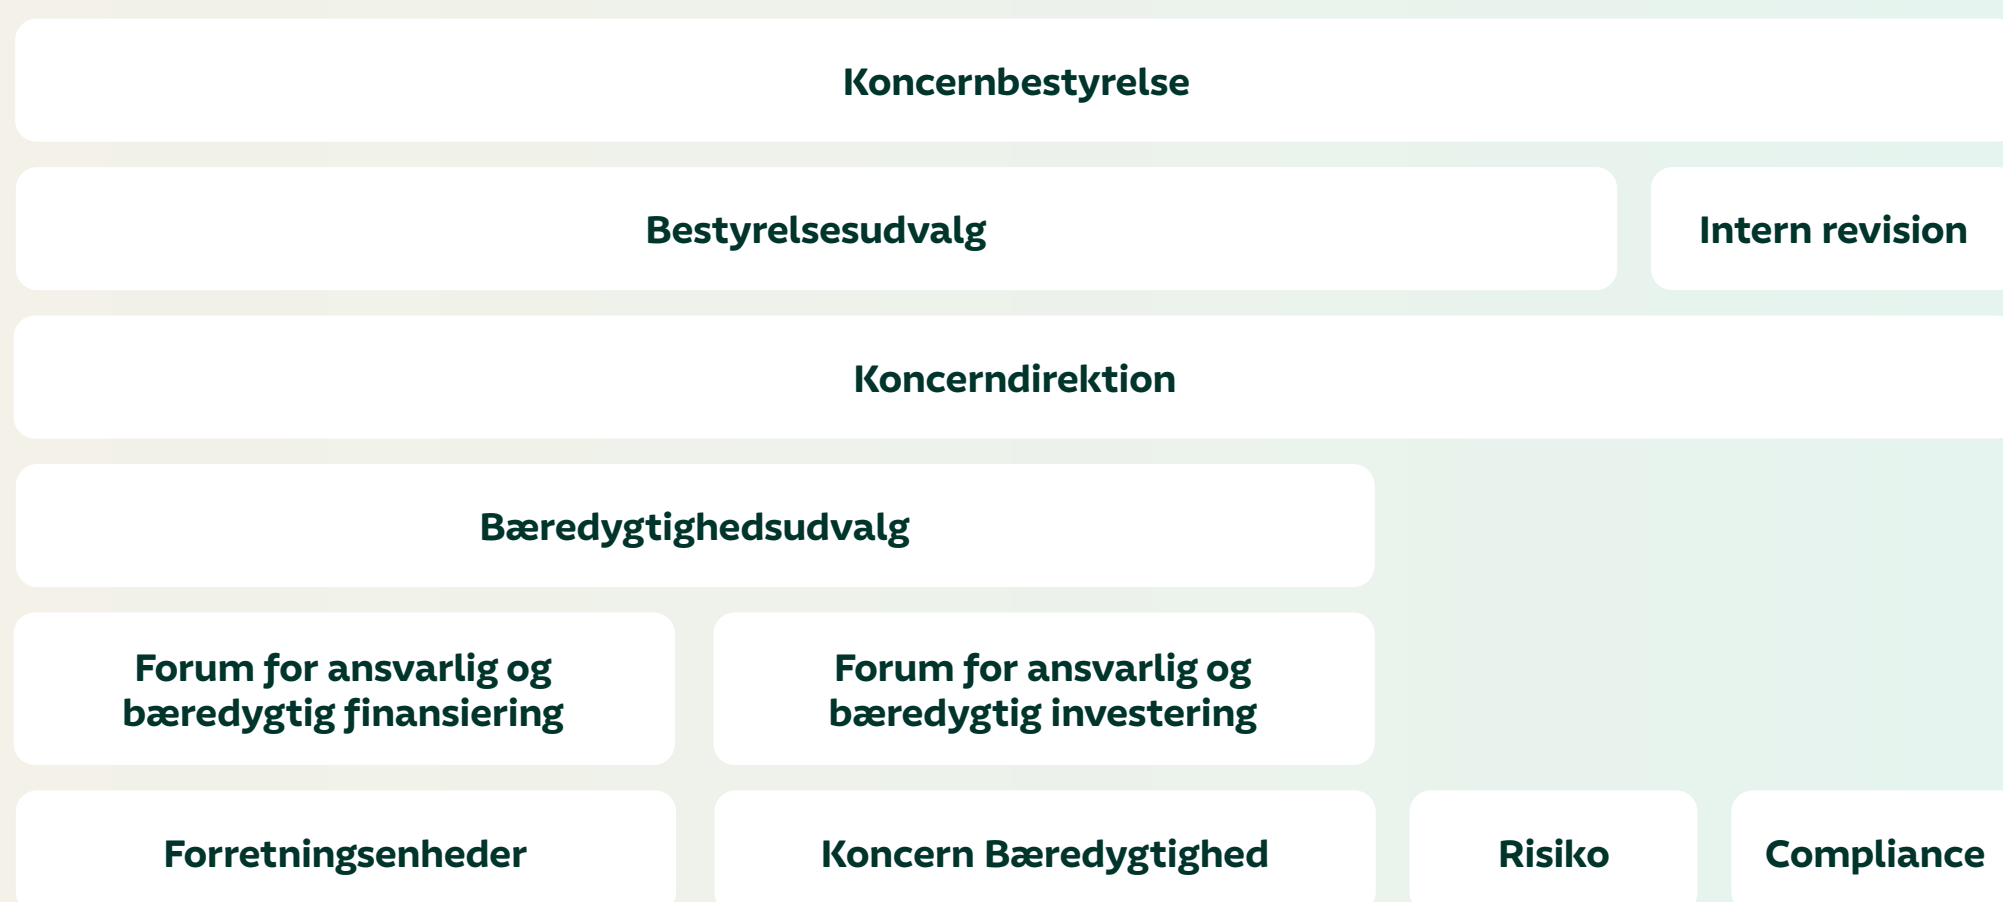 Koncernbestyrelse
Bestyrelsesudvalg
Intern revision
Koncerndirektion
Bæredygtighedsudvalg
Forum for ansvarlig og
bæredygtig finansiering
Forum for ansvarlig og
bæredygtig investering
Forretningsenheder
Koncern Bæredygtighed
Risiko
Compliance